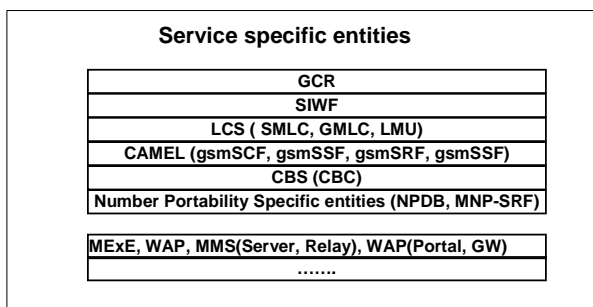 Service specific entities
GCR
SIWF
LCS ( SMLC, GMLC, LMU)
CAMEL (gsmSCF, gsmSSF, gsmSRF, gsmSSF)
CBS (CBC)
Number Portability Specific entities (NPDB, MNP-SRF)
MExE, WAP, MMS(Server, Relay), WAP(Portal, GW)
.......